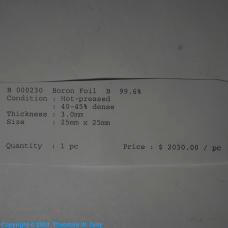 B 000230 Boron Foil B 99.6%
Condition : Hot-pressed
: 40-45% dense
Thickness : 3.0mm
Size : 25mm x 25mm
Quantity : 1 pc Price : $ 2030.00 / pc
Copyright © 2003 Theodore W. Gray